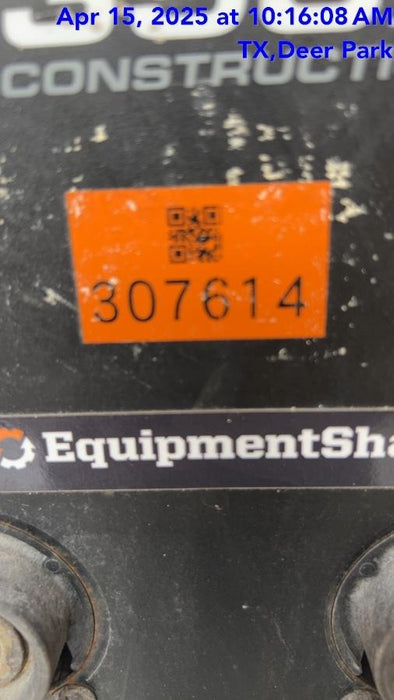 Apr 15, 2025 at 10:16:08 AM
TX,Deer Park
CONSTRUCTI
307614
EquipmentSha